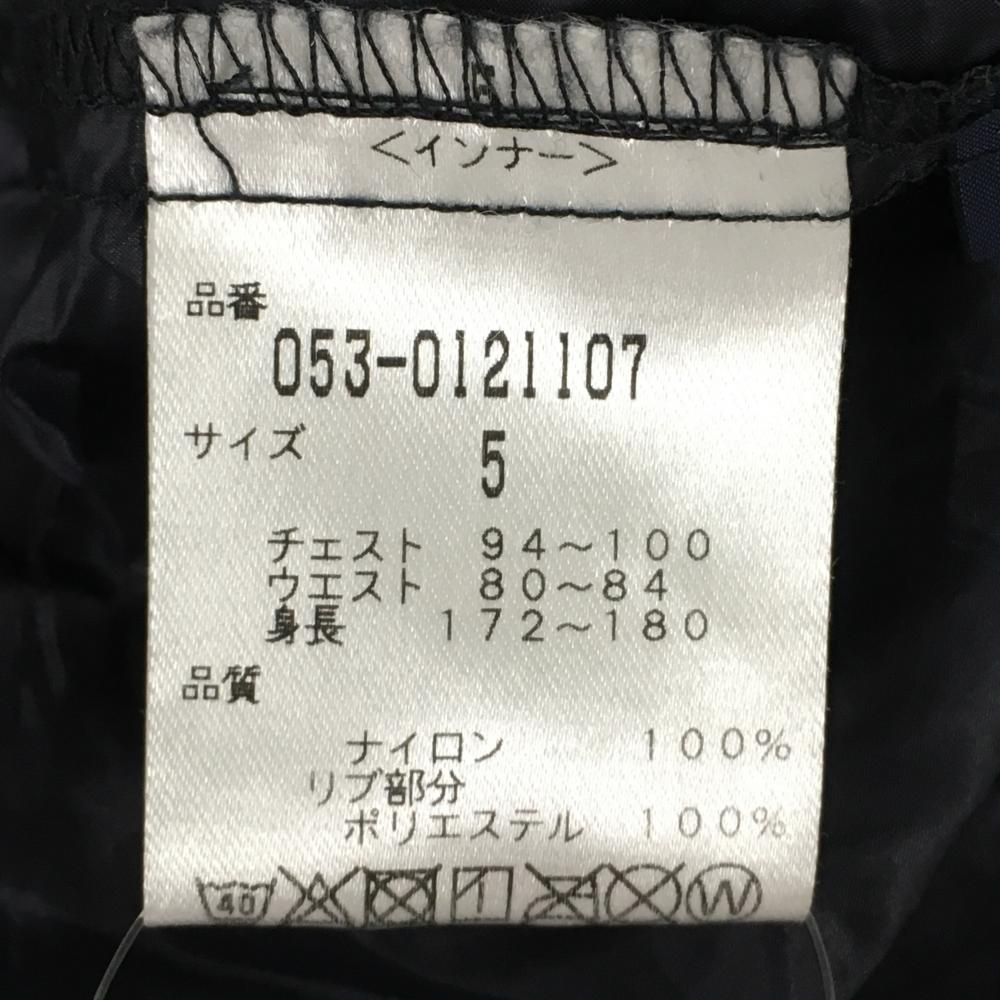 ＜インナー＞
品番
053-0121107
サイズ 5
チェスト 94～100
ウエスト 80～84
身長 172～180
品質
ナイロン 100%
リブ部分
ポリエステル 100%
40 W